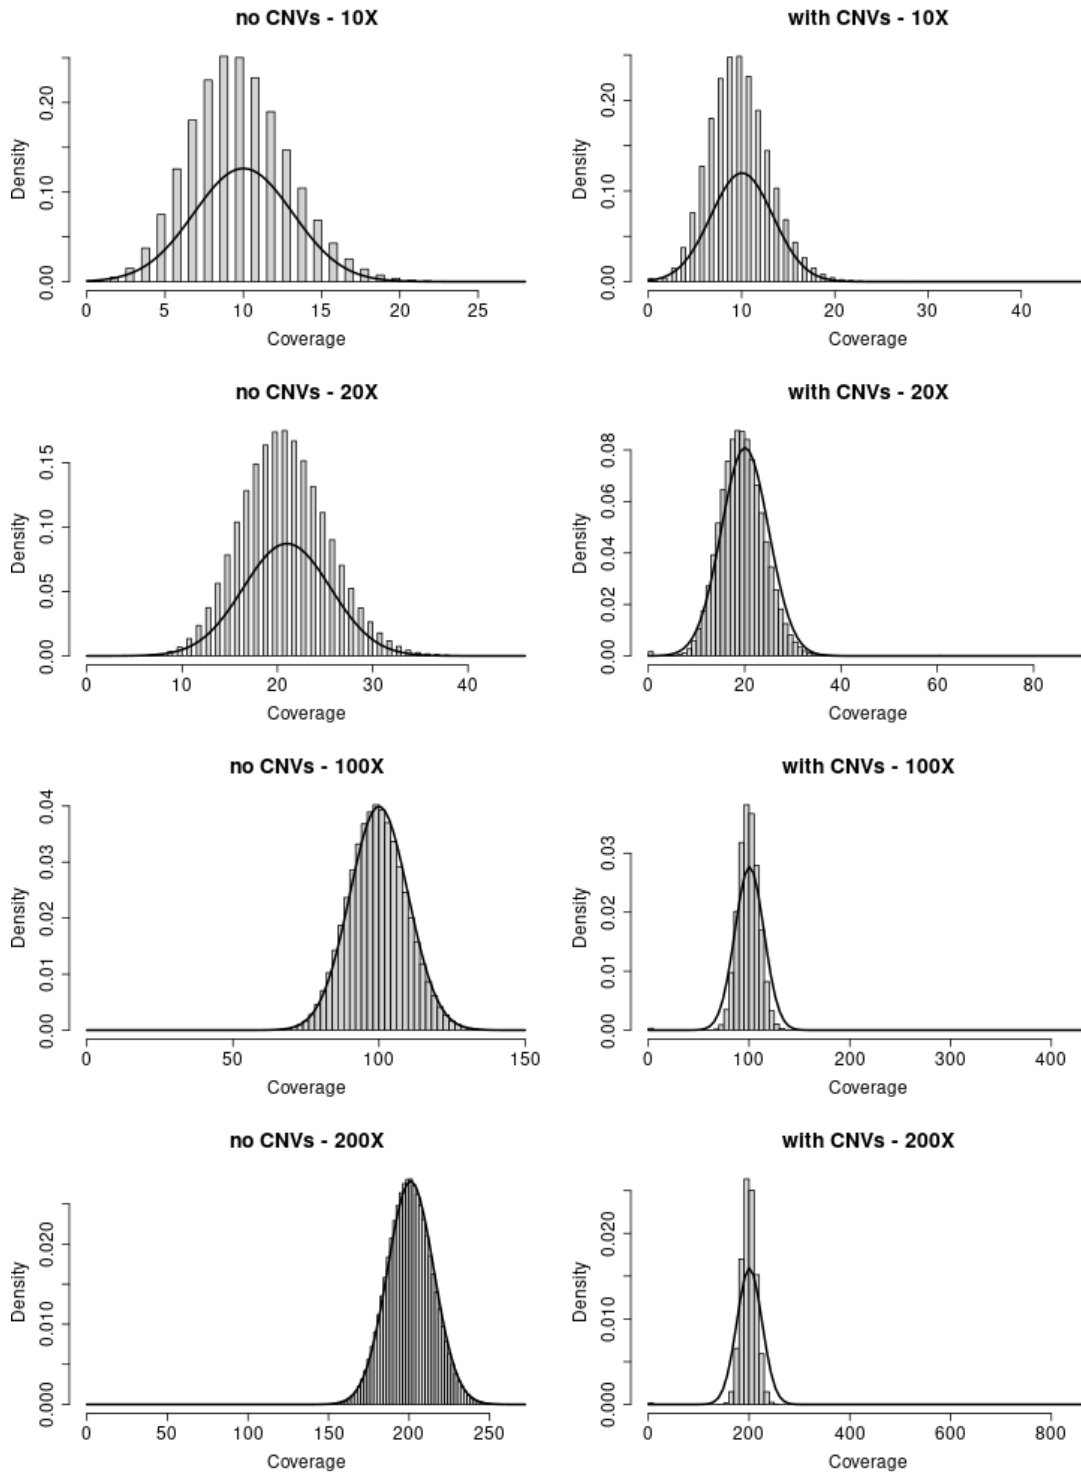 no CNVs - 10X
Density
0.00 0.10 0.20
0 5 10 15 20 25
Coverage
with CNVs - 10X
Density
0.00 0.10 0.20
0 10 20 30 40
Coverage
no CNVs - 20X
Density
0.00 0.05 0.10 0.15
0 10 20 30 40
Coverage
with CNVs - 20X
Density
0.00 0.02 0.04 0.06 0.08
0 20 40 60 80
Coverage
no CNVs - 100X
Density
0.00 0.01 0.02 0.03 0.04
0 50 100 150
Coverage
with CNVs - 100X
Density
0.00 0.01 0.02 0.03
0 100 200 300 400
Coverage
no CNVs - 200X
Density
0.000 0.010 0.020
0 50 100 150 200 250
Coverage
with CNVs - 200X
Density
0.000 0.010 0.020
0 200 400 600 800
Coverage